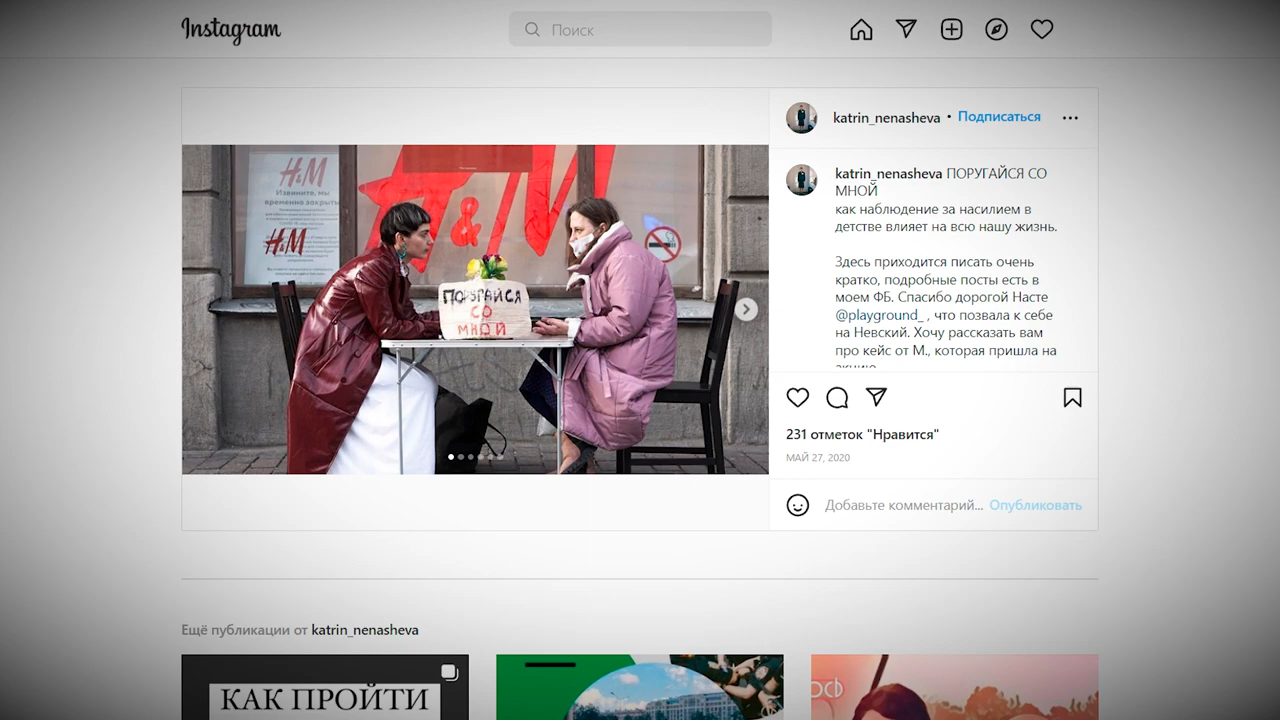 Instagram
Поиск
H&M
Извините, мы
временно закрыты
H&M
H&M
ПОРУГАЙСЯ
СО
МНОЙ
katrin_nenasheva • Подписаться
katrin_nenasheva ПОРУГАЙСЯ СО
МНОЙ
как наблюдение за насилием в
детстве влияет на всю нашу жизнь.
Здесь приходится писать очень
кратко, подробные посты есть в
моем ФБ. Спасибо дорогой Насте
@playground_ , что позвала к себе
на Невский. Хочу рассказать вам
про кейс от М., которая пришла на
акцию
231 отметок "Нравится"
МАЙ 27, 2020
Добавьте комментарий... Опубликовать
Ещё публикации от katrin_nenasheva
КАК ПРОЙТИ